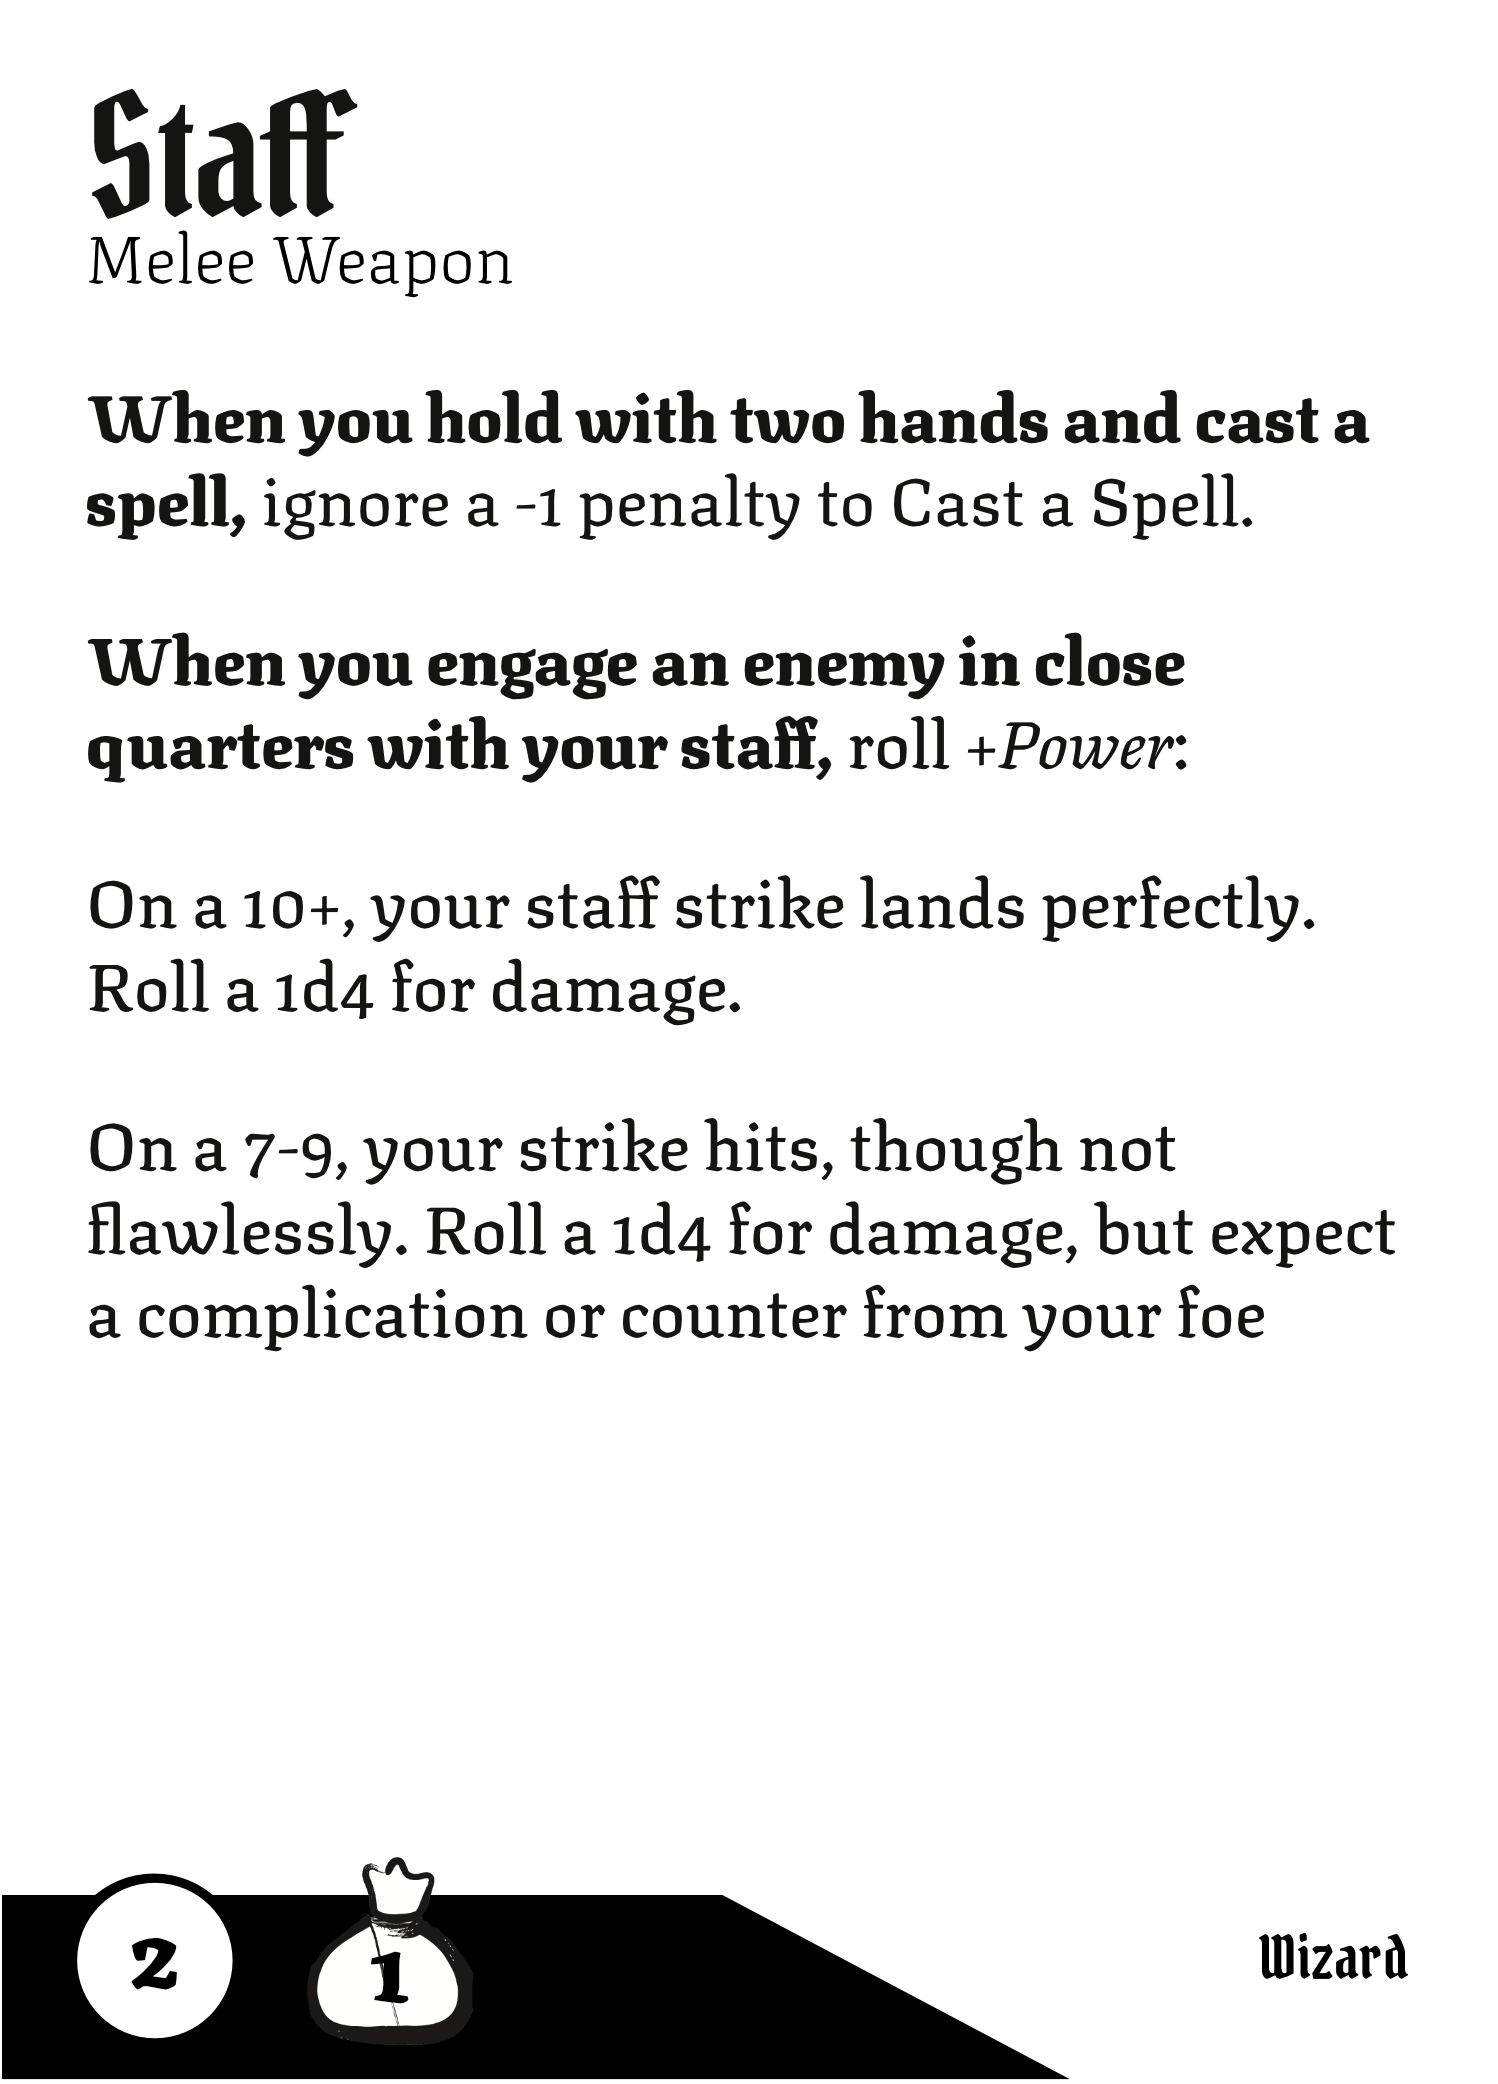 Staff
Melee Weapon
When you hold with two hands and cast a
spell, ignore a -1 penalty to Cast a Spell.
When you engage an enemy in close
quarters with your staff, roll +Power:
On a 10+, your staff strike lands perfectly.
Roll a 1d4 for damage.
On a 7-9, your strike hits, though not
flawlessly. Roll a 1d4 for damage, but expect
a complication or counter from your foe
2
1
Wizard